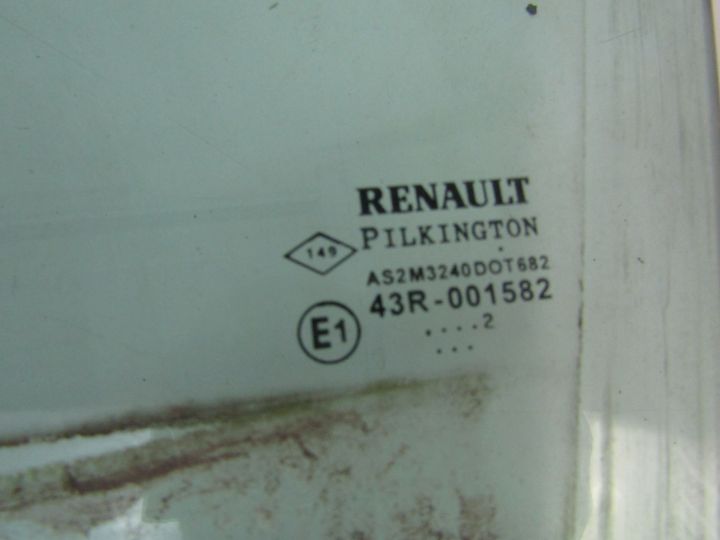 RENAULT
PILKINGTON
149
AS2M3240DOT682
43R-001582
E1
....2
...